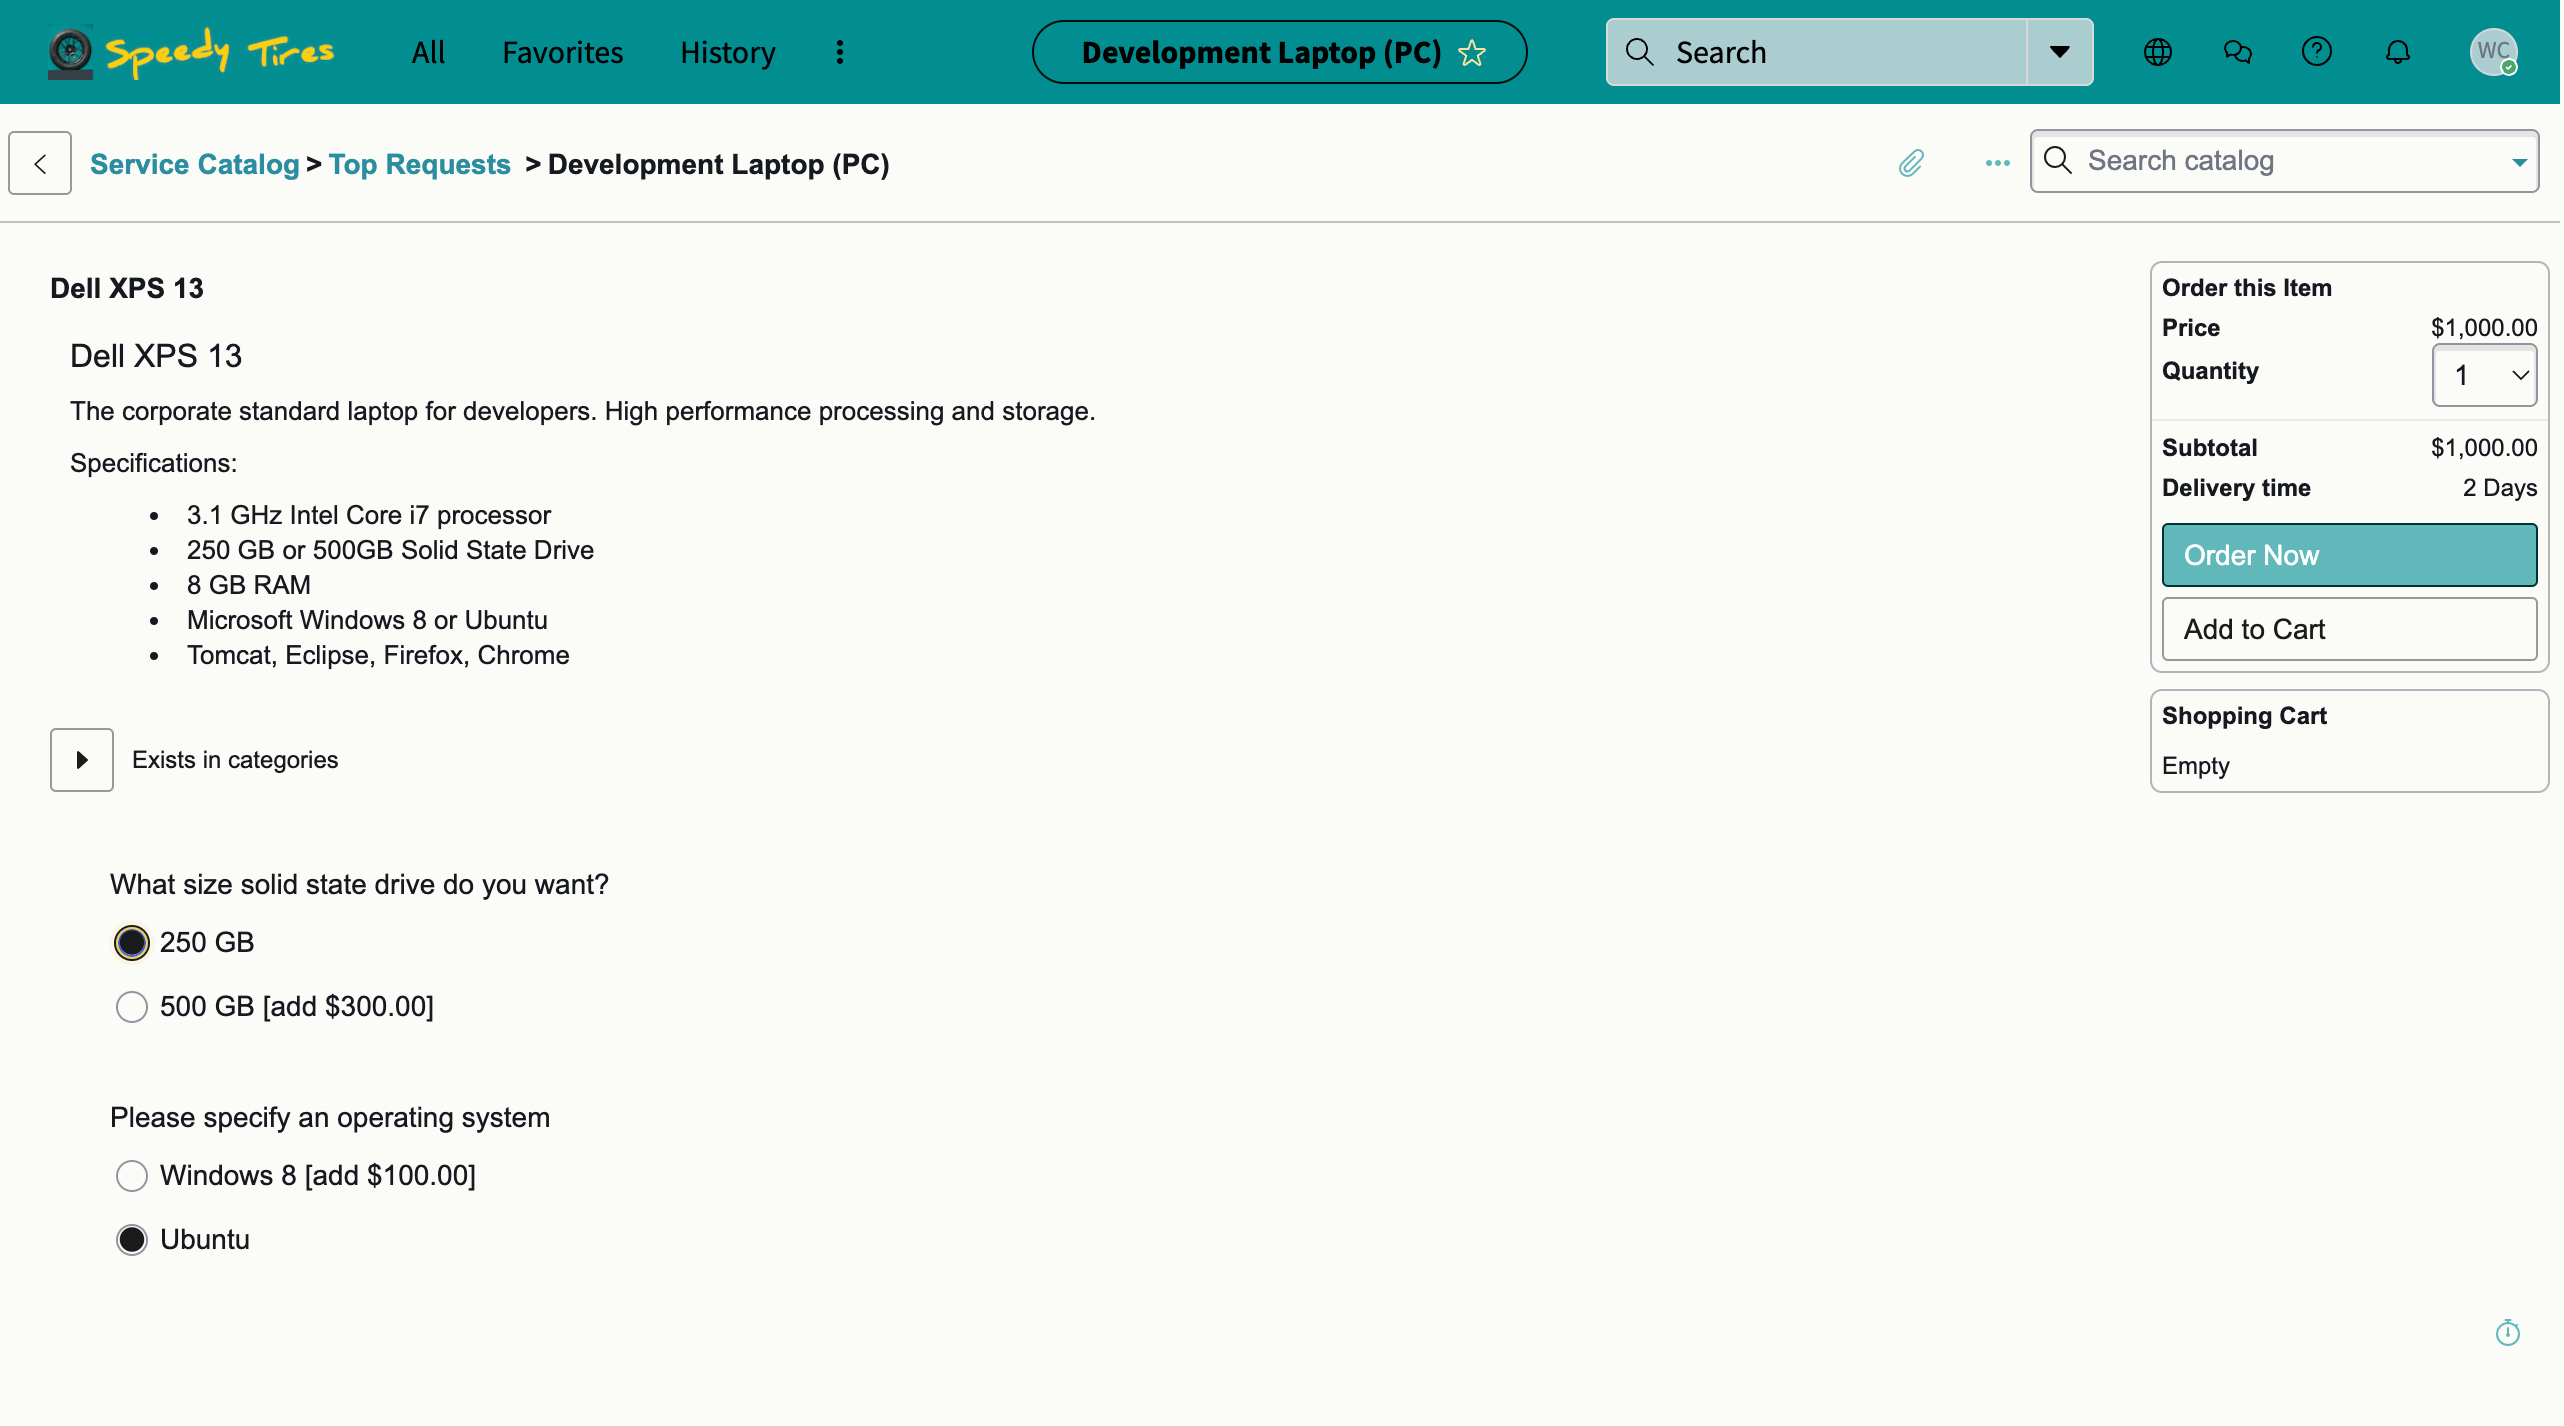 Speedy Tires
All
Favorites
History
Development Laptop (PC)
Search
WC
Service Catalog > Top Requests > Development Laptop (PC)
Search catalog
Dell XPS 13
Dell XPS 13
The corporate standard laptop for developers. High performance processing and storage.
Specifications:
• 3.1 GHz Intel Core i7 processor
• 250 GB or 500GB Solid State Drive
• 8 GB RAM
• Microsoft Windows 8 or Ubuntu
• Tomcat, Eclipse, Firefox, Chrome
Exists in categories
What size solid state drive do you want?
250 GB
500 GB [add $300.00]
Please specify an operating system
Windows 8 [add $100.00]
Ubuntu
Order this Item
Price $1,000.00
Quantity 1
Subtotal $1,000.00
Delivery time 2 Days
Order Now
Add to Cart
Shopping Cart
Empty